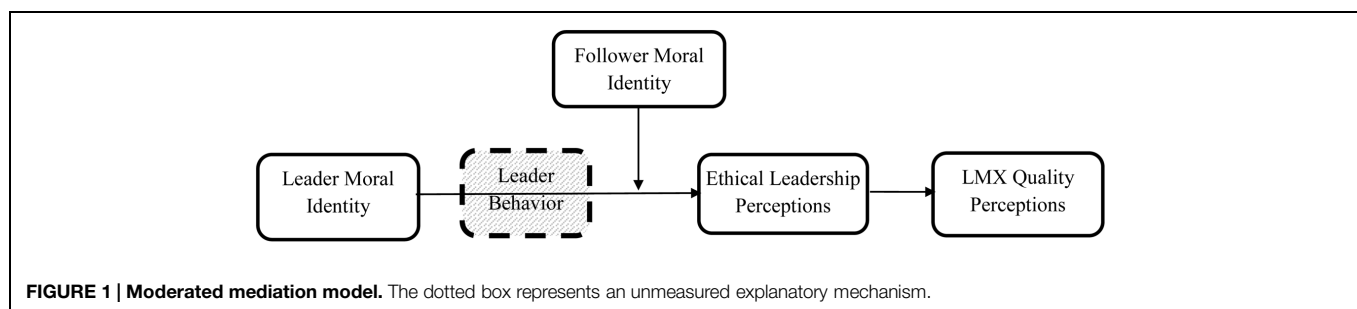 Follower Moral
Identity
Leader Moral
Identity
Leader
Behavior
Ethical Leadership
Perceptions
LMX Quality
Perceptions
FIGURE 1 | Moderated mediation model. The dotted box represents an unmeasured explanatory mechanism.